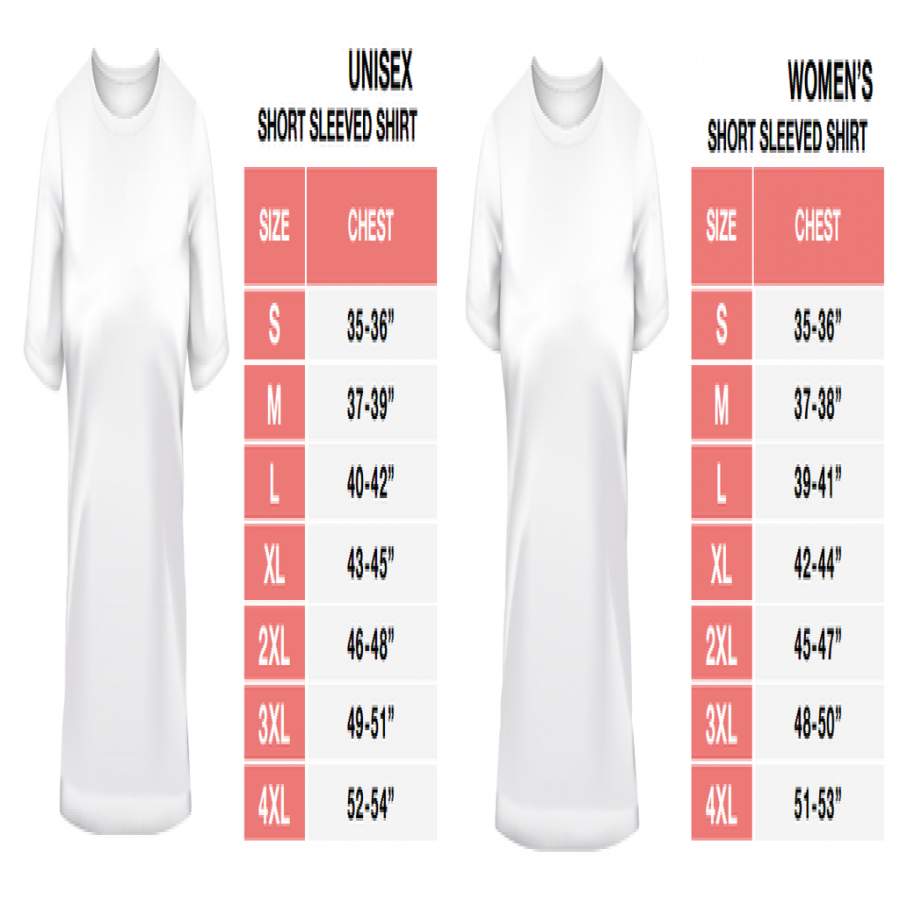 UNISEX
SHORT SLEEVED SHIRT
SIZE CHEST
S 35-36”
M 37-39”
L 40-42”
XL 43-45”
2XL 46-48”
3XL 49-51”
4XL 52-54”
WOMEN’S
SHORT SLEEVED SHIRT
SIZE CHEST
S 35-36”
M 37-38”
L 39-41”
XL 42-44”
2XL 45-47”
3XL 48-50”
4XL 51-53”